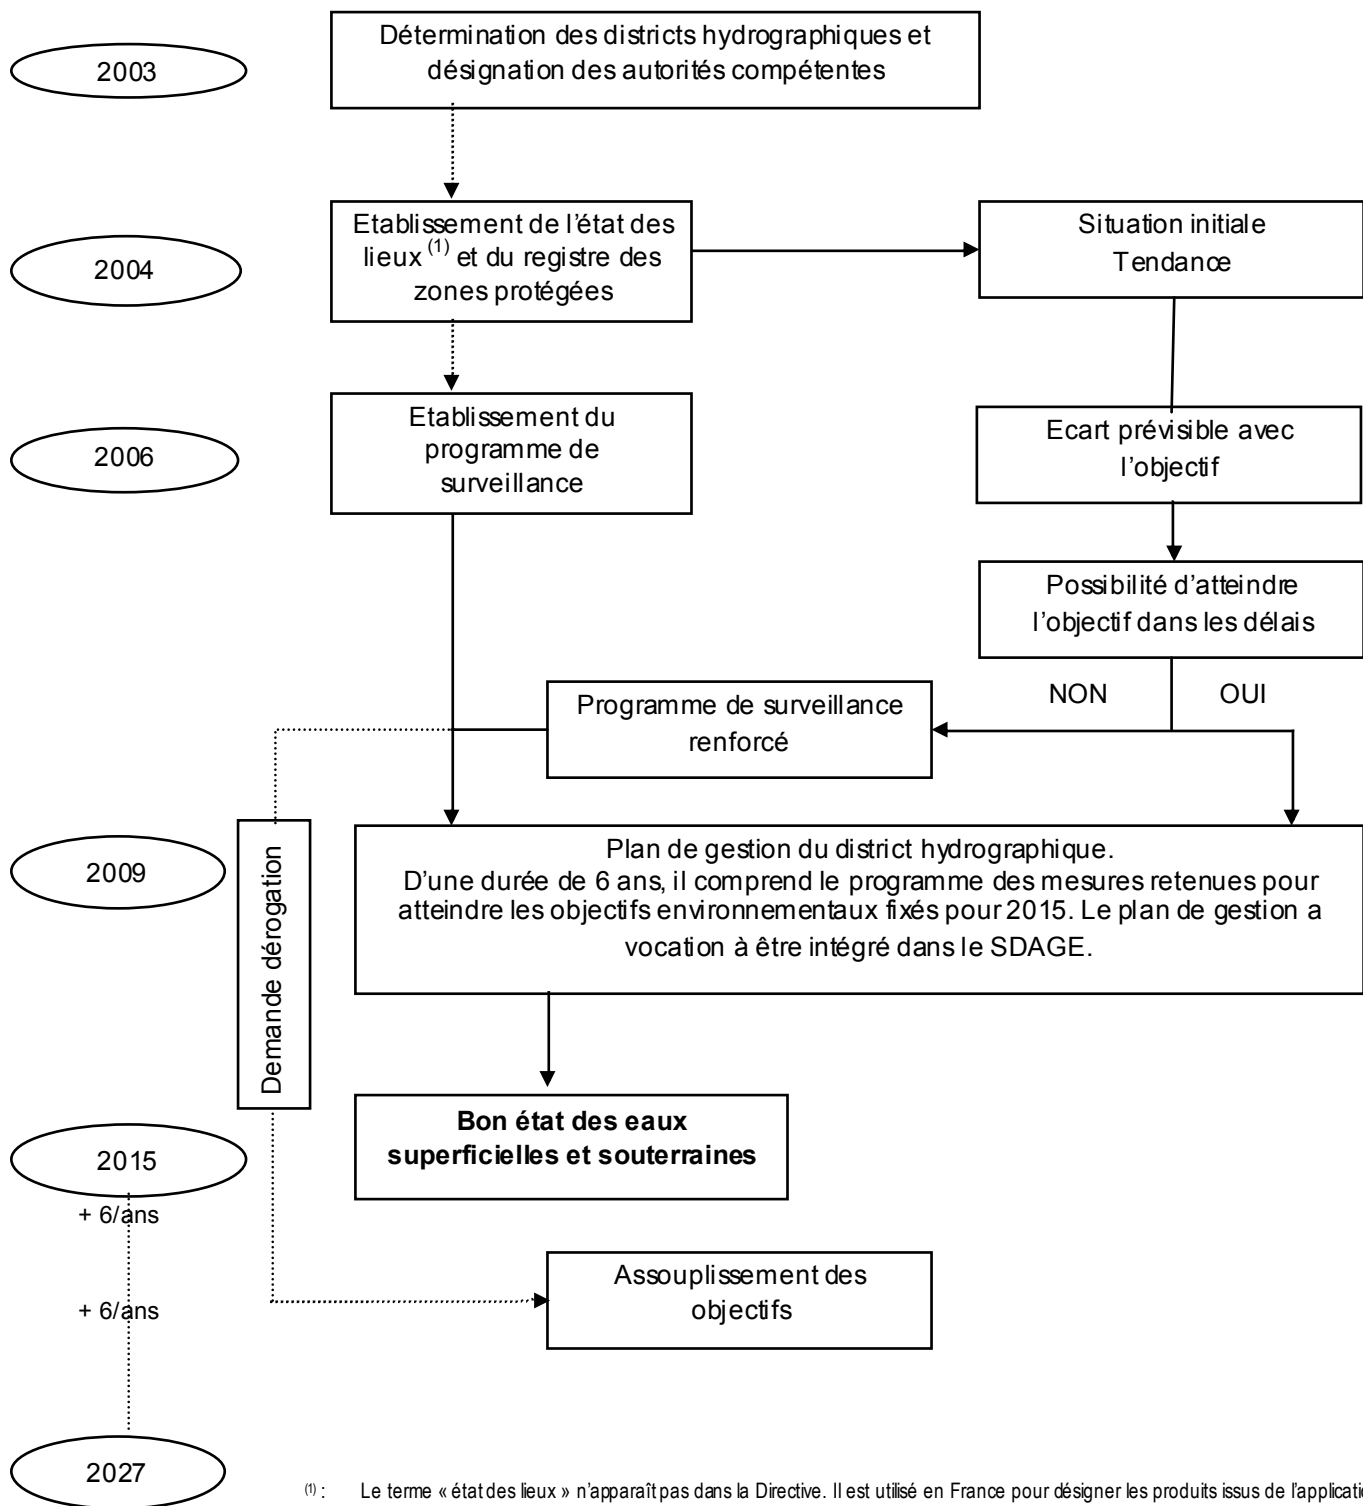 2003
Détermination des districts hydrographiques et
désignation des autorités compétentes
2004
Etablissement de l'état des
lieux (1) et du registre des
zones protégées
Situation initiale
Tendance
2006
Etablissement du
programme de
surveillance
Ecart prévisible avec
l'objectif
Possibilité d'atteindre
l'objectif dans les délais
NON
OUI
Programme de surveillance
renforcé
2009
Demande dérogation
Plan de gestion du district hydrographique.
D'une durée de 6 ans, il comprend le programme des mesures retenues pour
atteindre les objectifs environnementaux fixés pour 2015. Le plan de gestion a
vocation à être intégré dans le SDAGE.
Bon état des eaux
superficielles et souterraines
2015
+ 6/ans
Assouplissement des
objectifs
+ 6/ans
2027
(1) : Le terme « état des lieux » n'apparaît pas dans la Directive. Il est utilisé en France pour désigner les produits issus de l'applicati